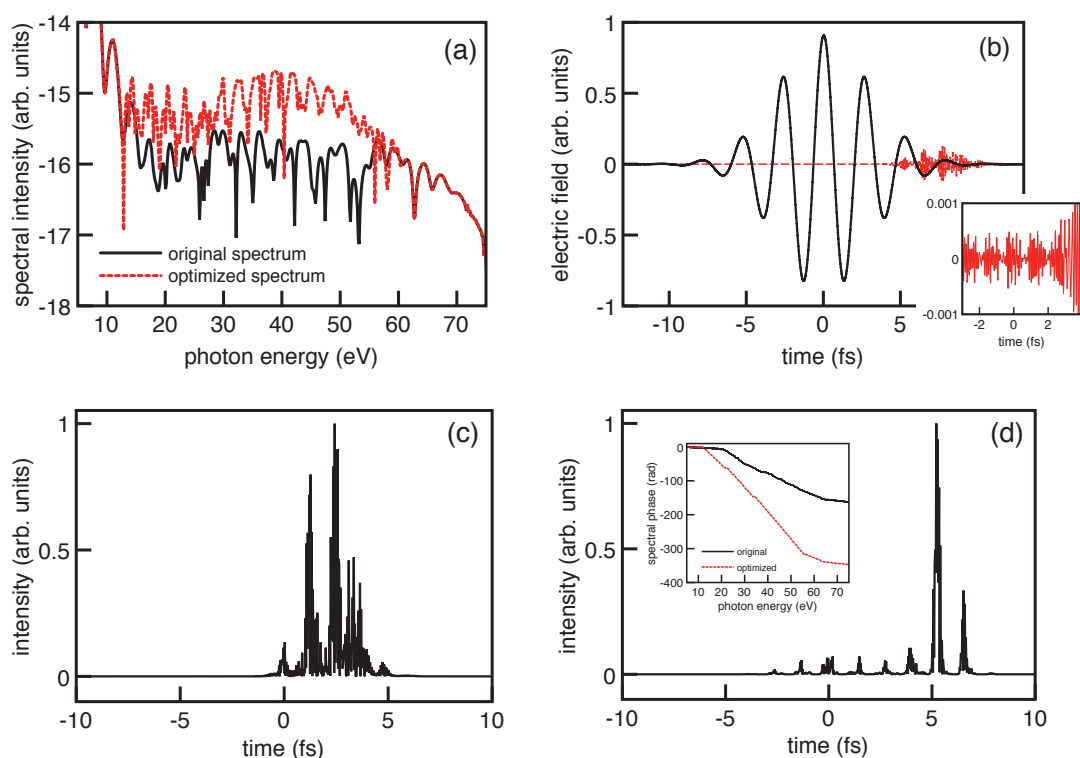 (a)
spectral intensity (arb. units)
-14
-15
-16
-17
-18
original spectrum
optimized spectrum
10 20 30 40 50 60 70
photon energy (eV)
(b)
electric field (arb. units)
1
0.5
0
-0.5
-1
-10 -5 0 5
time (fs)
0.001
0
-0.001
-2 0 2
time (fs)
(c)
intensity (arb. units)
1
0.5
0
-10 -5 0 5 10
time (fs)
(d)
intensity (arb. units)
1
0.5
0
-10 -5 0 5 10
time (fs)
spectral phase (rad)
0
-100
-200
-300
-400
original
optimized
10 20 30 40 50 60 70
photon energy (eV)